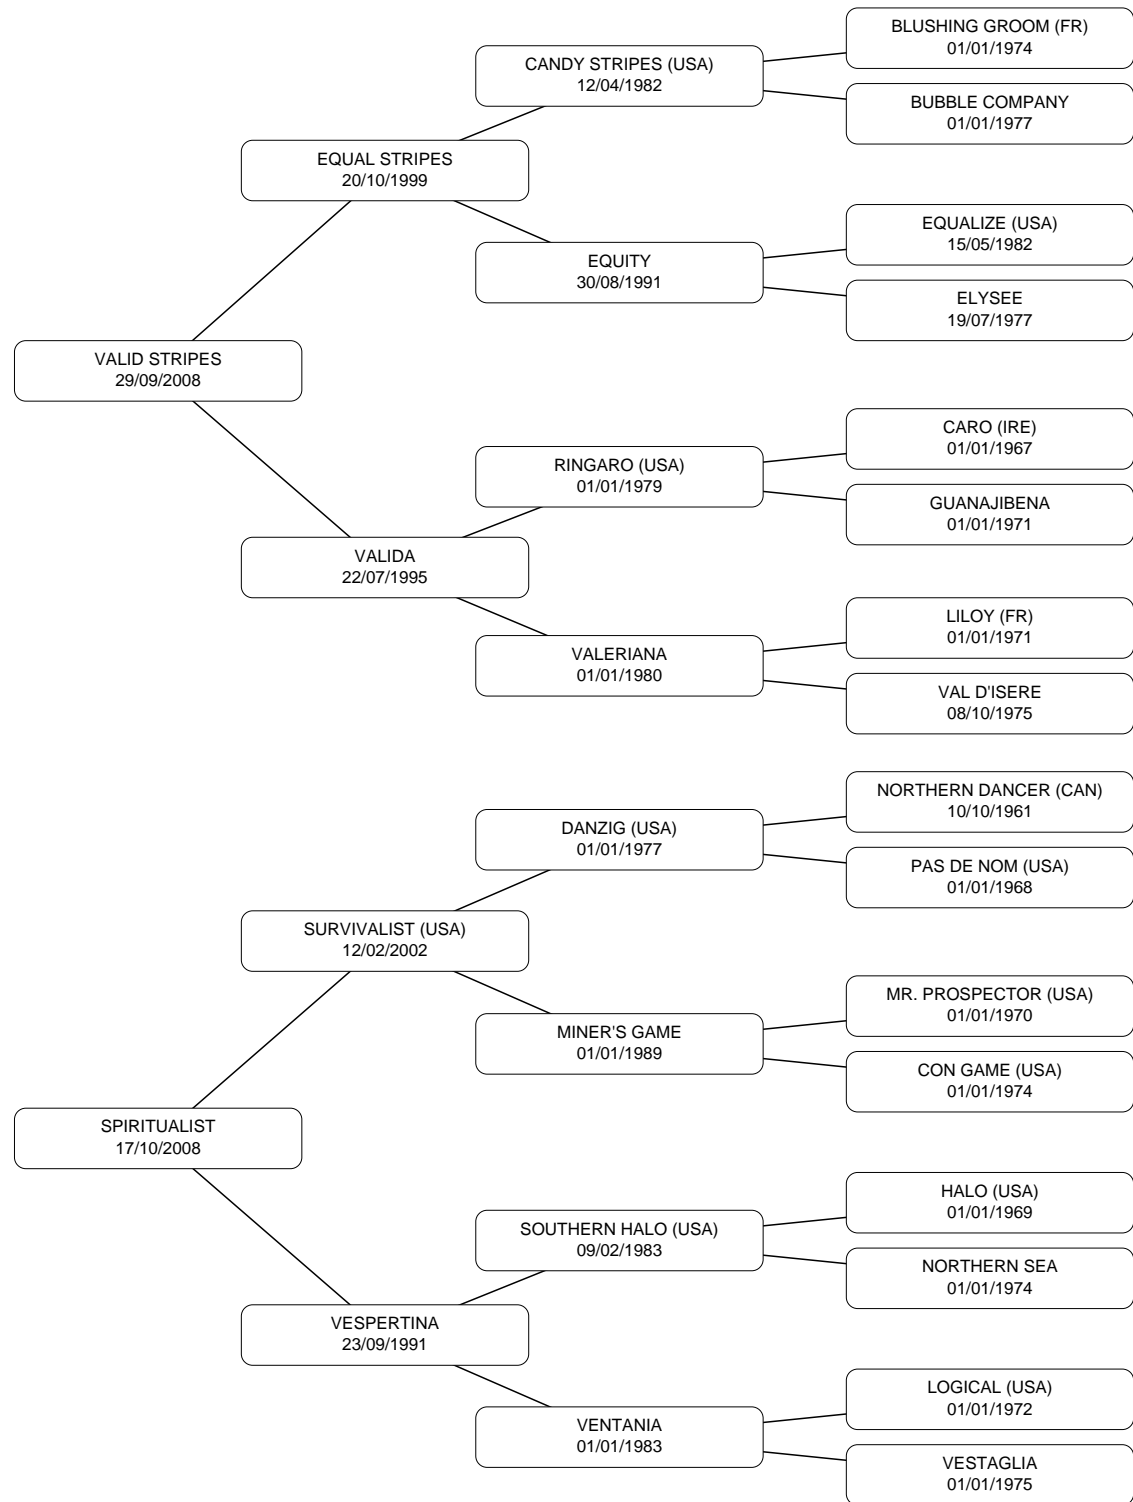 BLUSHING GROOM (FR)
01/01/1974
CANDY STRIPES (USA)
12/04/1982
BUBBLE COMPANY
01/01/1977
EQUAL STRIPES
20/10/1999
EQUALIZE (USA)
15/05/1982
EQUITY
30/08/1991
ELYSEE
19/07/1977
VALID STRIPES
29/09/2008
CARO (IRE)
01/01/1967
RINGARO (USA)
01/01/1979
GUANAJIBENA
01/01/1971
VALIDA
22/07/1995
LILOY (FR)
01/01/1971
VALERIANA
01/01/1980
VAL D'ISERE
08/10/1975
NORTHERN DANCER (CAN)
10/10/1961
DANZIG (USA)
01/01/1977
PAS DE NOM (USA)
01/01/1968
SURVIVALIST (USA)
12/02/2002
MR. PROSPECTOR (USA)
01/01/1970
MINER'S GAME
01/01/1989
CON GAME (USA)
01/01/1974
SPIRITUALIST
17/10/2008
HALO (USA)
01/01/1969
SOUTHERN HALO (USA)
09/02/1983
NORTHERN SEA
01/01/1974
VESPERTINA
23/09/1991
LOGICAL (USA)
01/01/1972
VENTANIA
01/01/1983
VESTAGLIA
01/01/1975